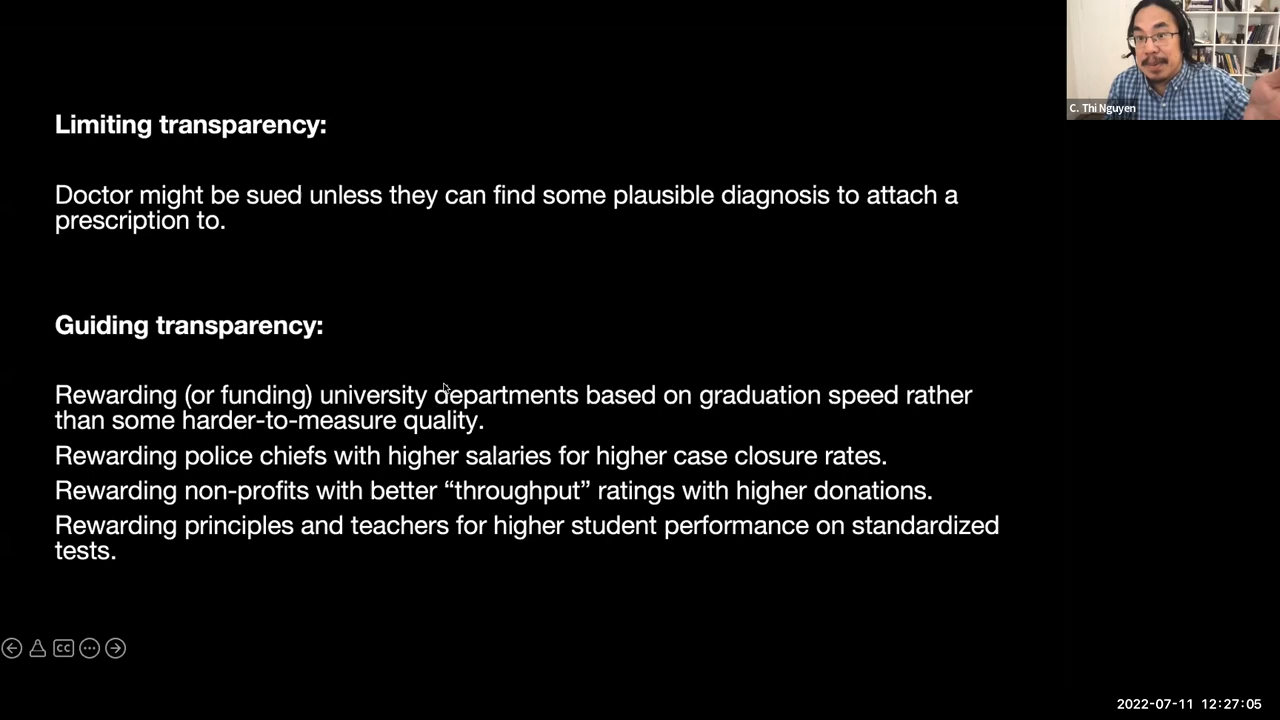 C. Thi Nguyen
Limiting transparency:
Doctor might be sued unless they can find some plausible diagnosis to attach a
prescription to.
Guiding transparency:
Rewarding (or funding) university departments based on graduation speed rather
than some harder-to-measure quality.
Rewarding police chiefs with higher salaries for higher case closure rates.
Rewarding non-profits with better “throughput” ratings with higher donations.
Rewarding principles and teachers for higher student performance on standardized
tests.
CC
2022-07-11 12:27:05